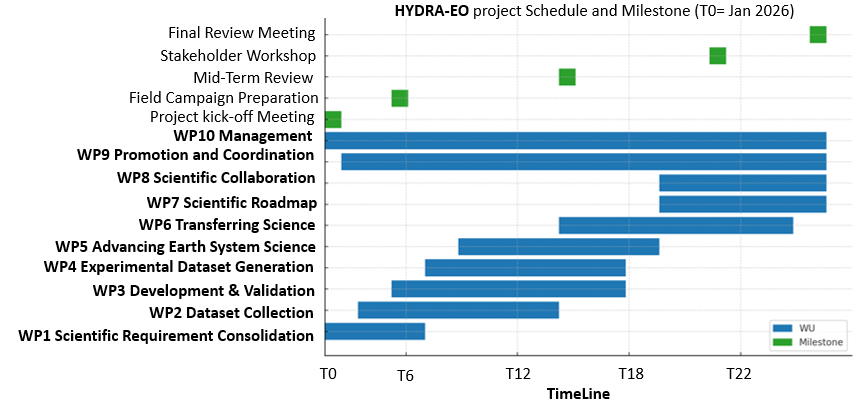 HYDRA-EO project Schedule and Milestone (T0= Jan 2026)
Final Review Meeting
Stakeholder Workshop
Mid-Term Review
Field Campaign Preparation
Project kick-off Meeting
WP10 Management
WP9 Promotion and Coordination
WP8 Scientific Collaboration
WP7 Scientific Roadmap
WP6 Transferring Science
WP5 Advancing Earth System Science
WP4 Experimental Dataset Generation
WP3 Development & Validation
WP2 Dataset Collection
WP1 Scientific Requirement Consolidation
WU
Milestone
T0 T6 T12 T18 T22
TimeLine